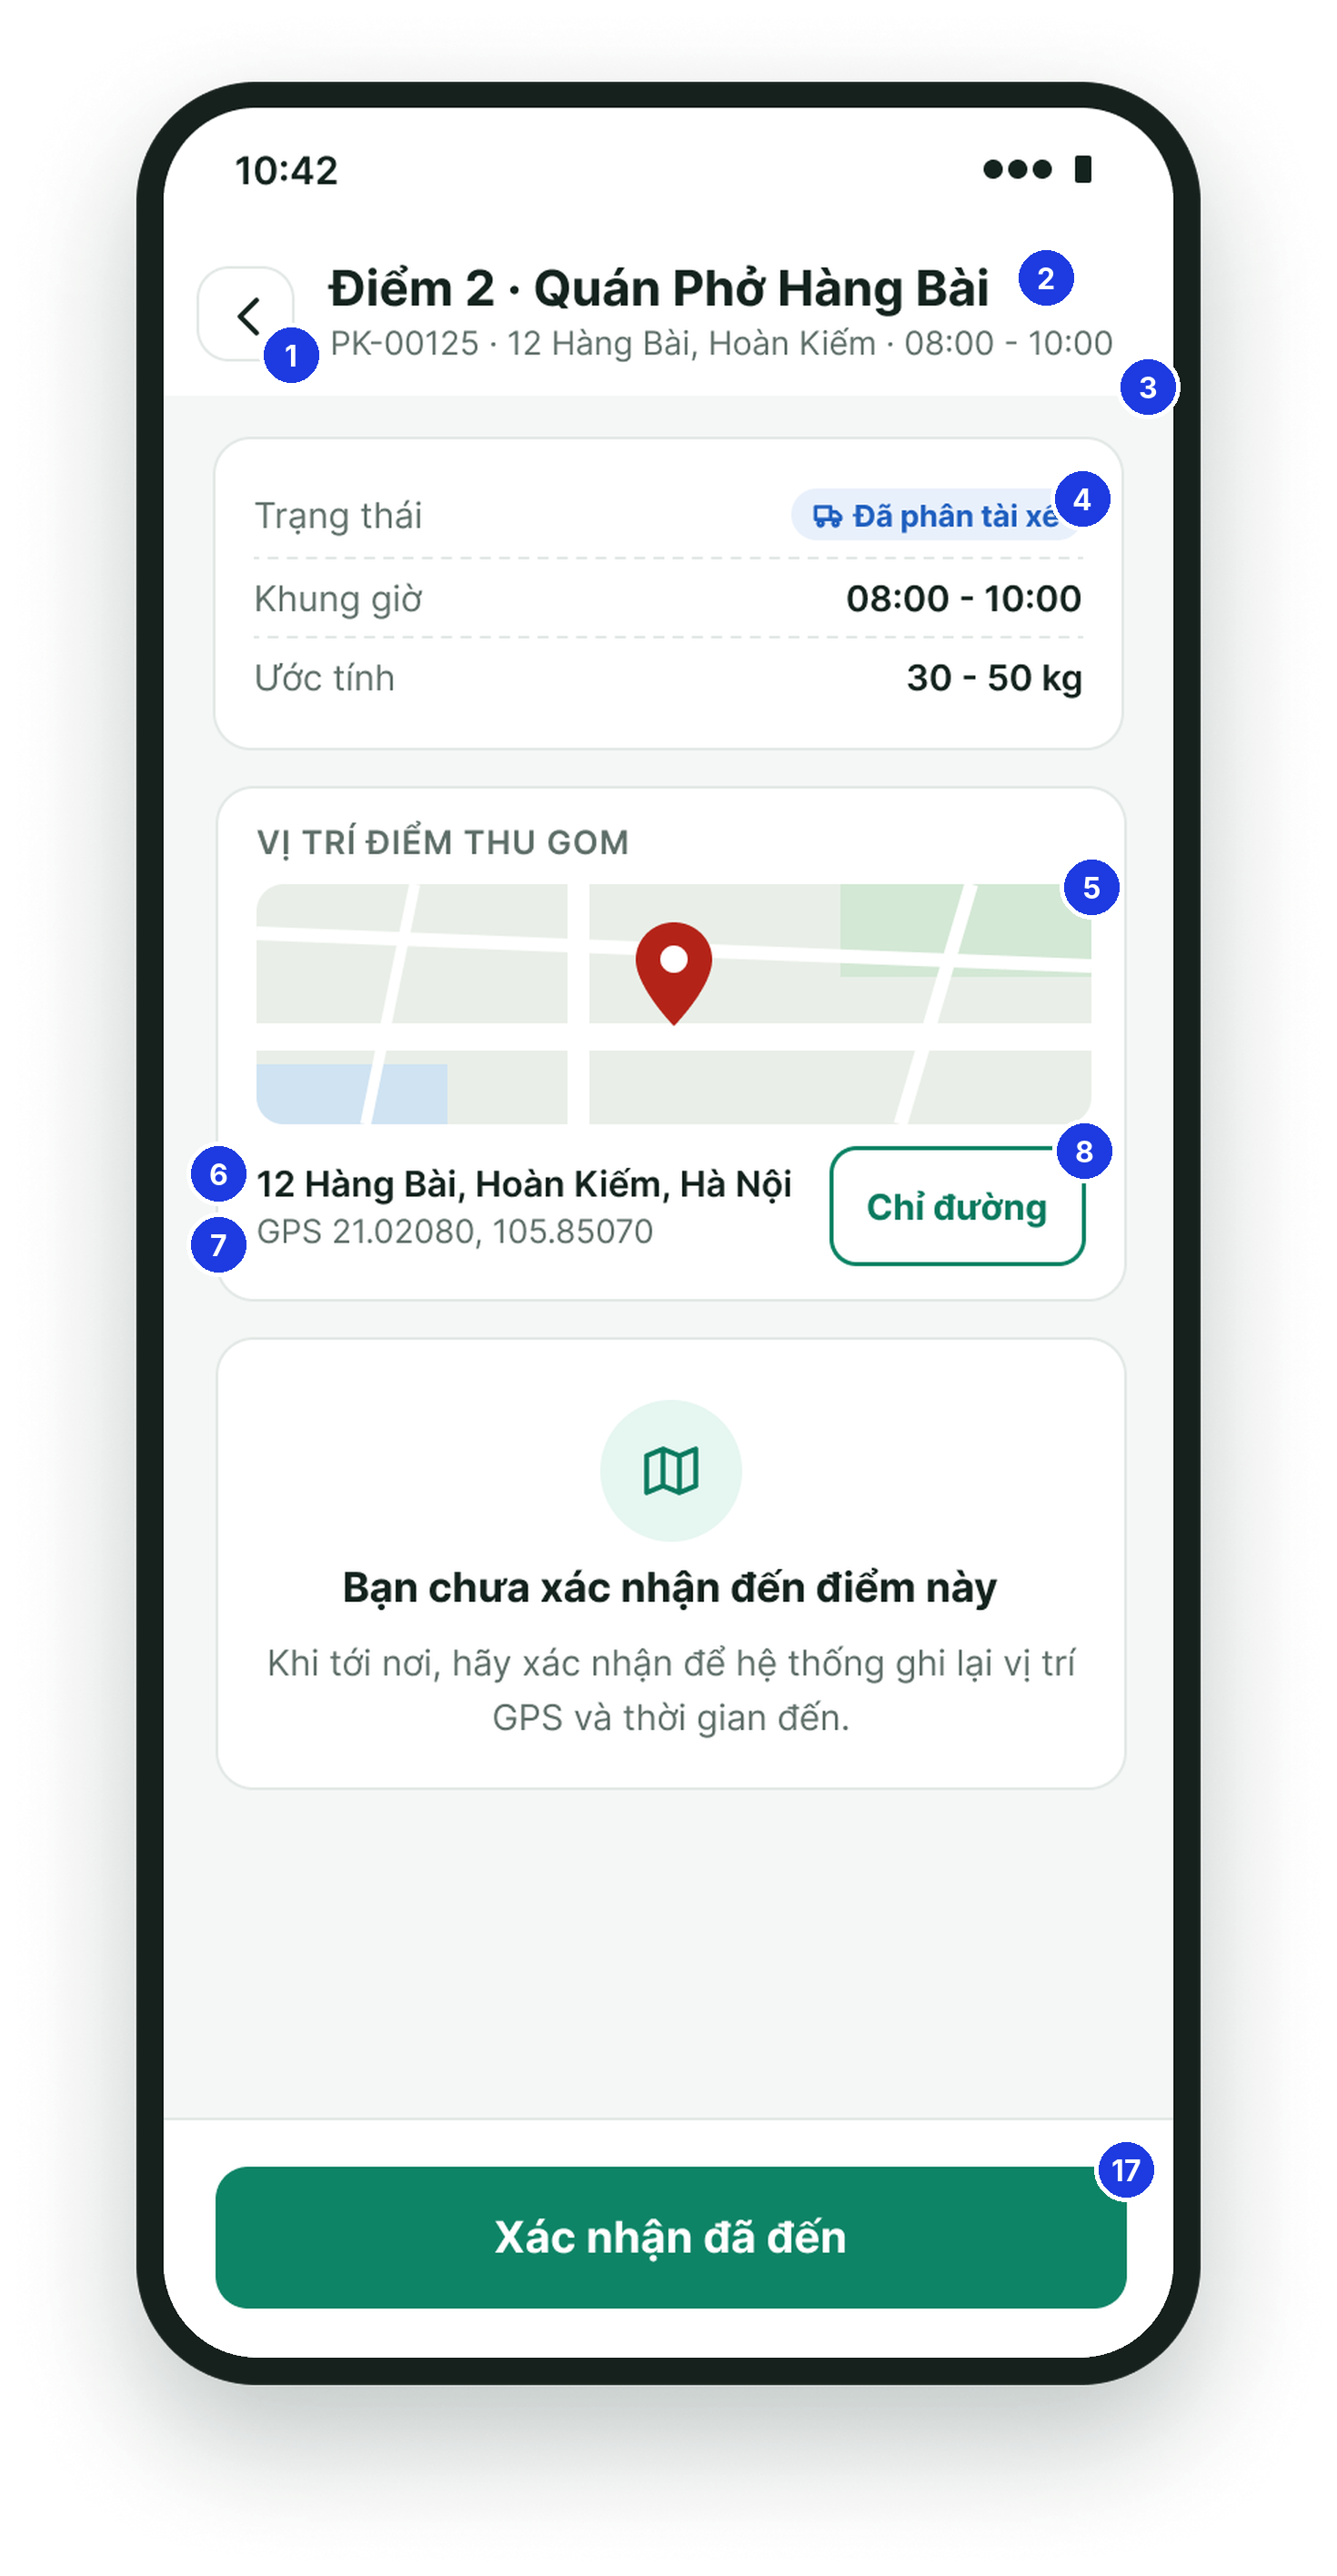 10:42
Điểm 2 · Quán Phở Hàng Bài
2
1
PK-00125 · 12 Hàng Bài, Hoàn Kiếm · 08:00 - 10:00
3
Trạng thái
Đã phân tài xế
4
Khung giờ
08:00 - 10:00
Ước tính
30 - 50 kg
VỊ TRÍ ĐIỂM THU GOM
5
6
12 Hàng Bài, Hoàn Kiếm, Hà Nội
7
GPS 21.02080, 105.85070
Chỉ đường
8
Bạn chưa xác nhận đến điểm này
Khi tới nơi, hãy xác nhận để hệ thống ghi lại vị trí
GPS và thời gian đến.
17
Xác nhận đã đến